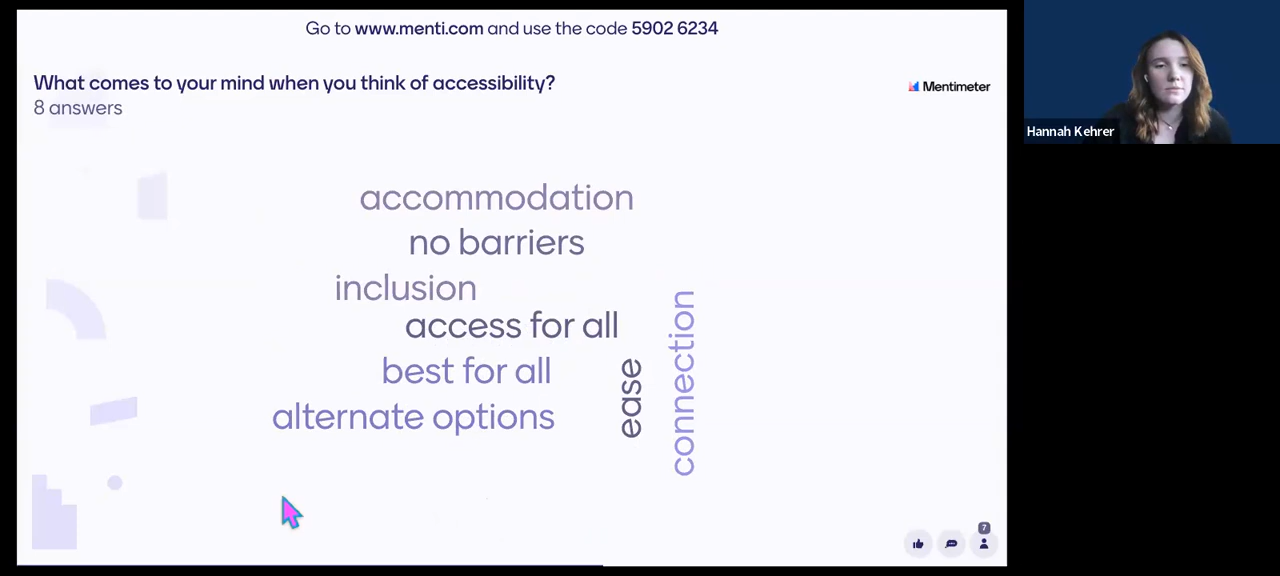 Go to www.menti.com and use the code 5902 6234
What comes to your mind when you think of accessibility?
8 answers
Mentimeter
Hannah Kehrer
accommodation
no barriers
inclusion
access for all
best for all
alternate options
ease
connection
7